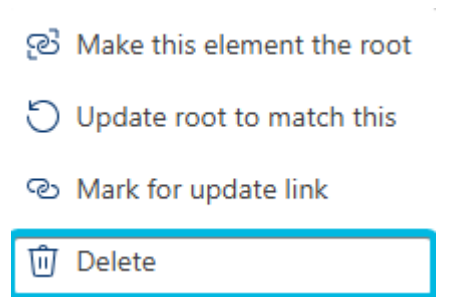 Make this element the root
Update root to match this
Mark for update link
Delete